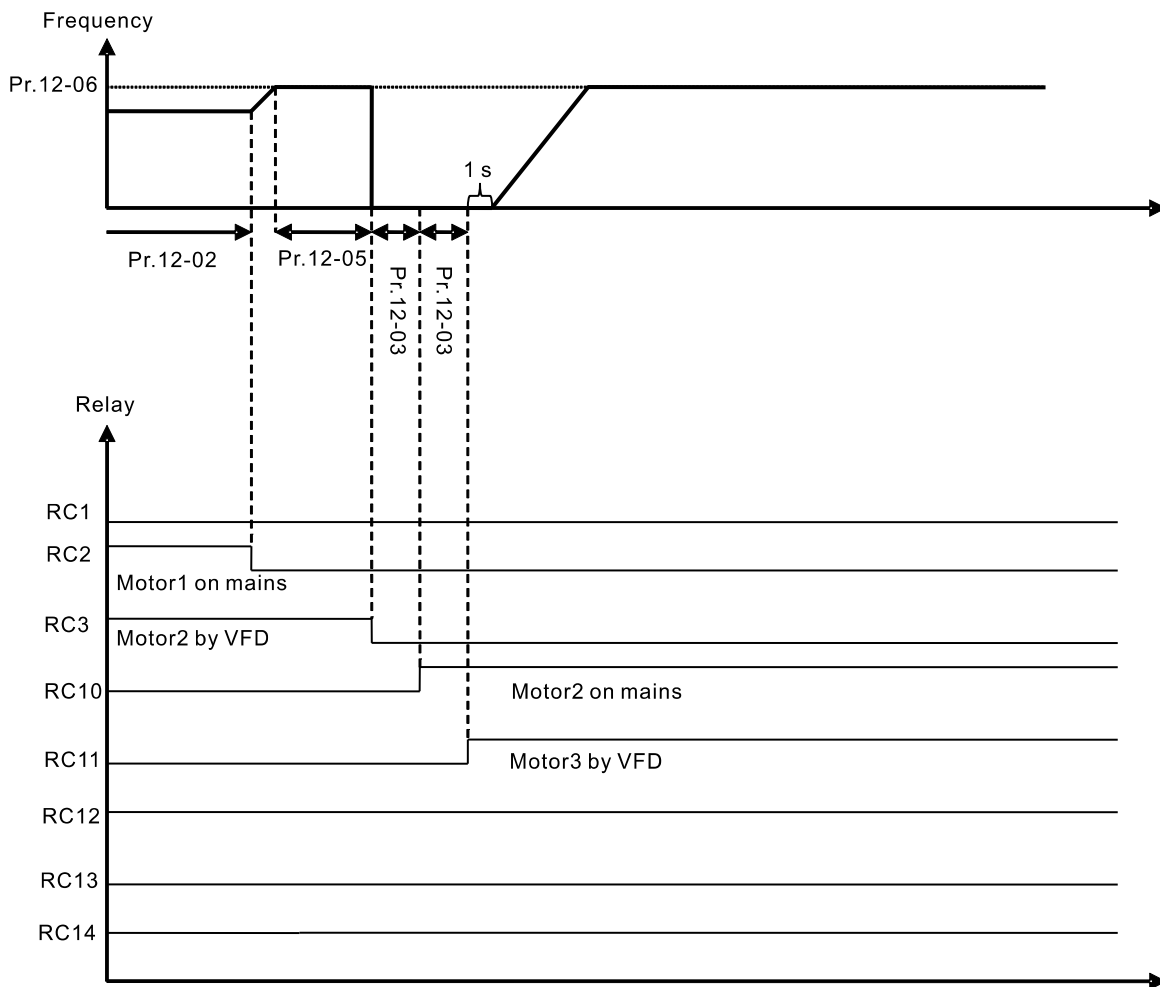 Frequency
Pr.12-06
1 s
Pr.12-02
Pr.12-05
Pr.12-03
Pr.12-03
Relay
RC1
RC2
Motor1 on mains
RC3
Motor2 by VFD
RC10
Motor2 on mains
RC11
Motor3 by VFD
RC12
RC13
RC14